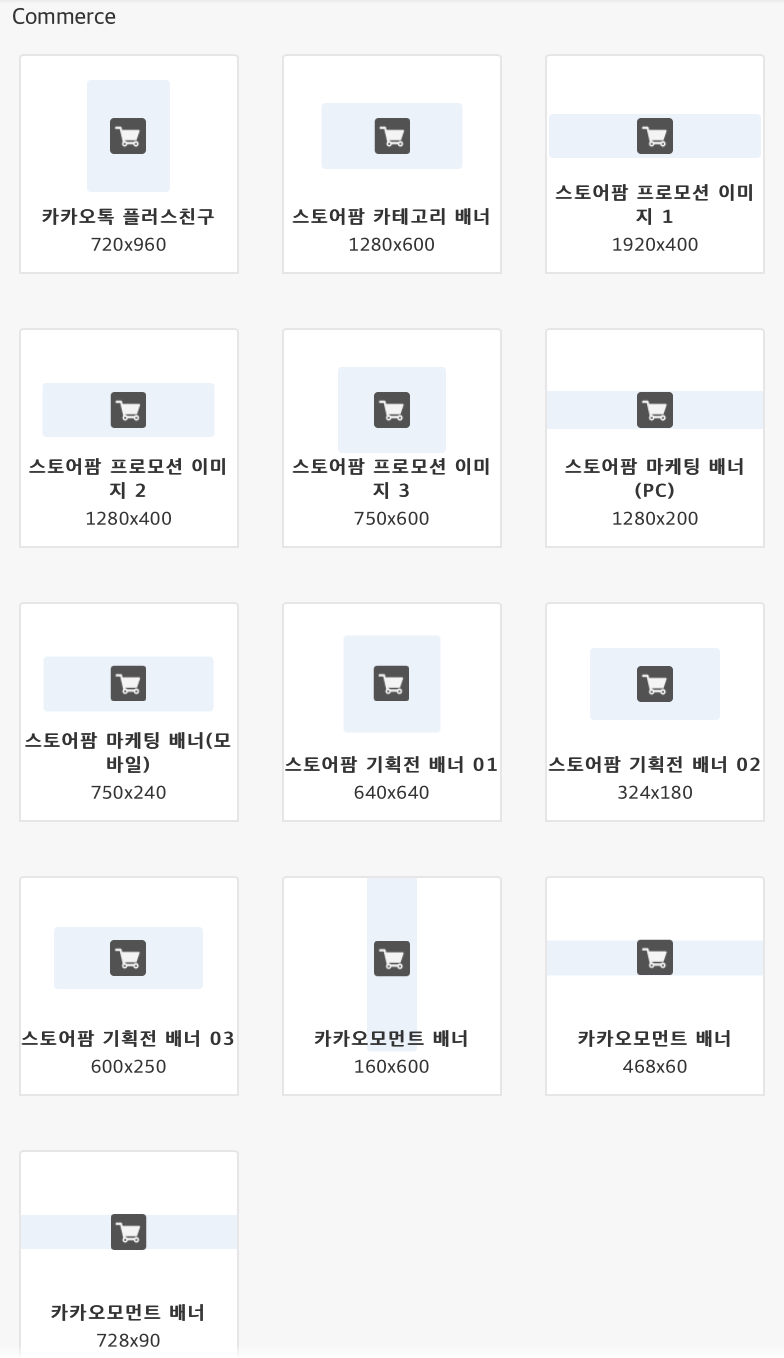 Commerce
카카오톡 플러스친구
720x960
스토어팜 카테고리 배너
1280x600
스토어팜 프로모션 이미
지 1
1920x400
스토어팜 프로모션 이미
지 2
1280x400
스토어팜 프로모션 이미
지 3
750x600
스토어팜 마케팅 배너
(PC)
1280x200
스토어팜 마케팅 배너(모
바일)
750x240
스토어팜 기획전 배너 01
640x640
스토어팜 기획전 배너 02
324x180
스토어팜 기획전 배너 03
600x250
카카오모먼트 배너
160x600
카카오모먼트 배너
468x60
카카오모먼트 배너
728x90